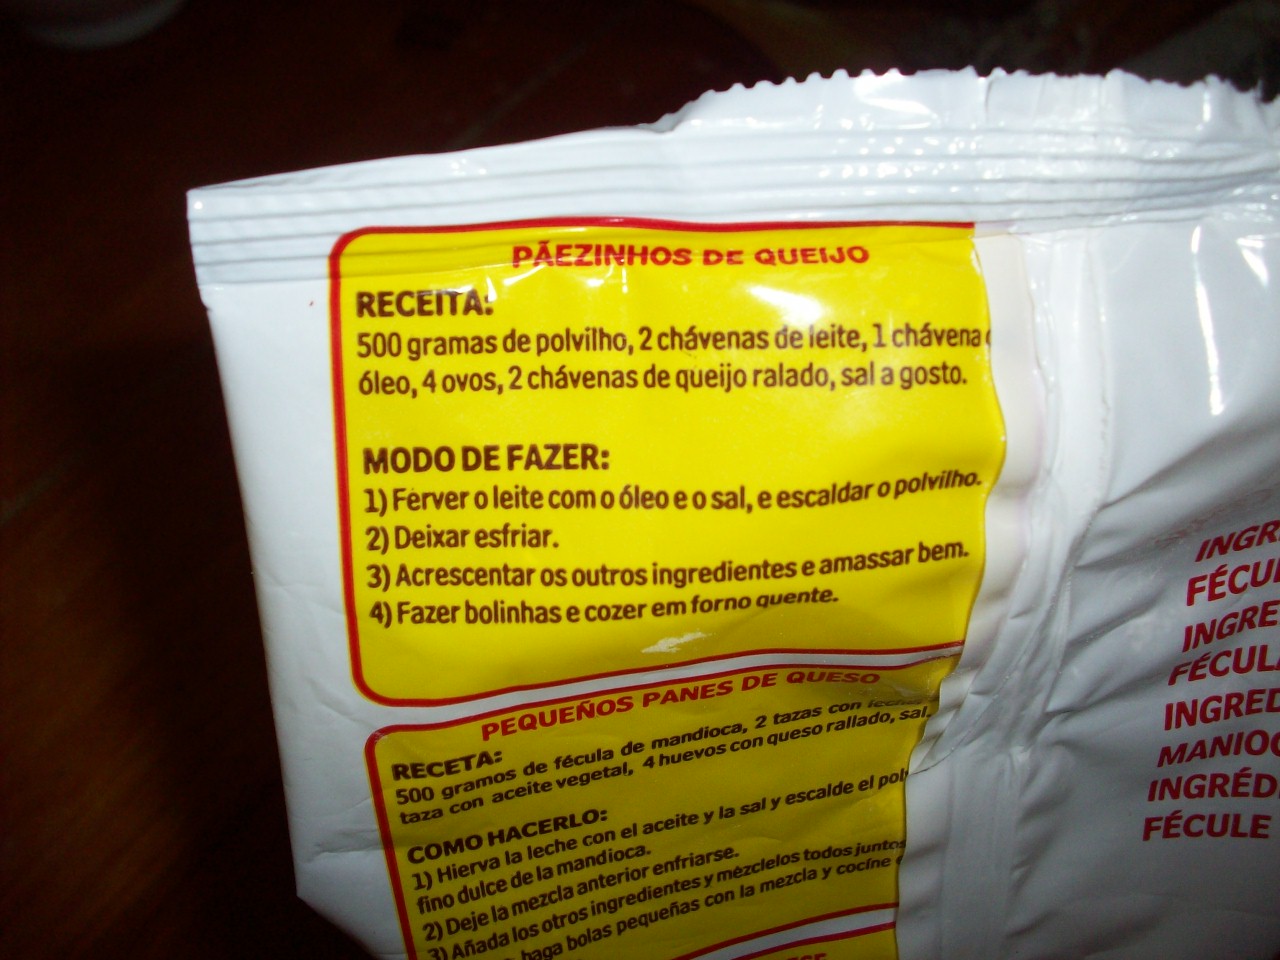 PÃEZINHOS DE QUEIJO
RECEITA:
500 gramas de polvilho, 2 chávenas de leite, 1 chávena
óleo, 4 ovos, 2 chávenas de queijo ralado, sal a gosto.
MODO DE FAZER:
1) Ferver o leite com o óleo e o sal, e escaldar o polvilho.
2) Deixar esfriar.
3) Acrescentar os outros ingredientes e amassar bem.
4) Fazer bolinhas e cozer em forno quente.
PEQUEÑOS PANES DE QUESO
RECETA:
500 gramos de fécula de mandioca, 2 tazas con
taza con aceite vegetal, 4 huevos con queso rallado, sal.
COMO HACERLO:
1) Hierva la leche con el aceite y la sal y escalde el pol
fino dulce de la mandioca.
2) Deje la mezcla anterior enfriarse.
3) Añada los otros ingredientes y mézclelos todos juntos
haga bolas pequeñas con la mezcla y cocine
INGR
FÉCU
INGRE
FÉCUL
INGRED
MANIOC
INGRÉD
FÉCULE